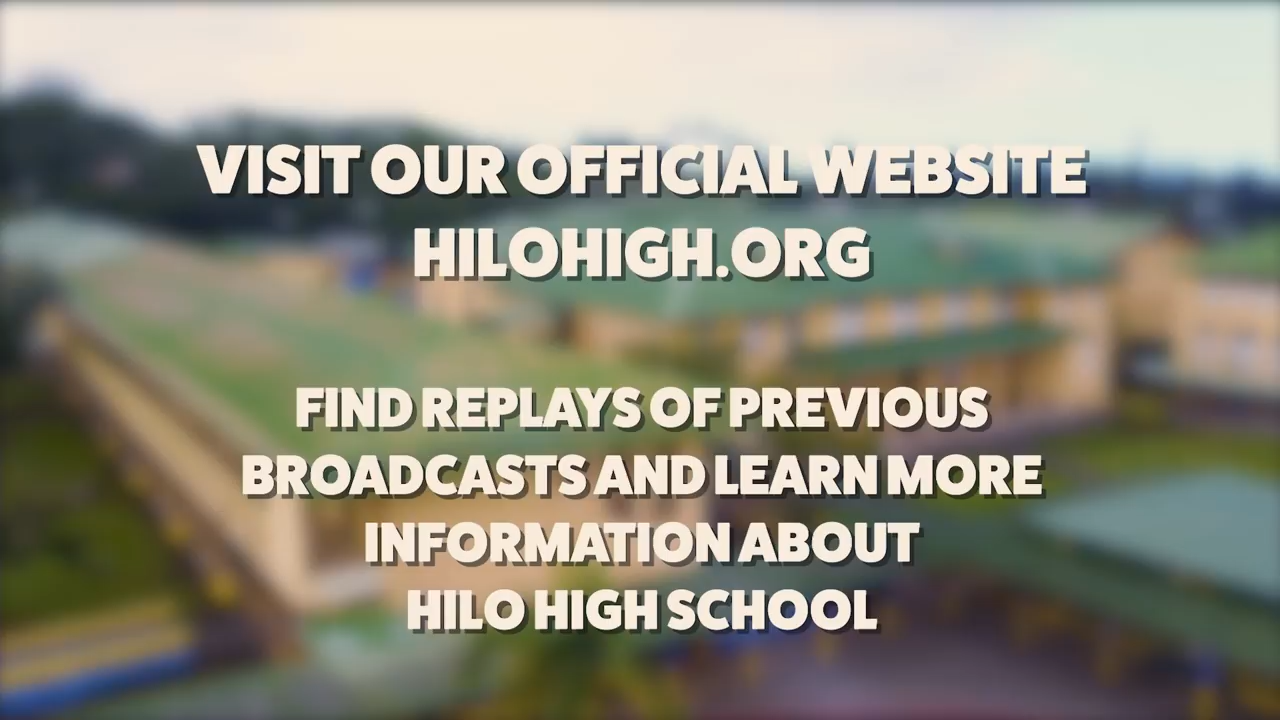 VISIT OUR OFFICIAL WEBSITE
HILOHIGH.ORG
FIND REPLAYS OF PREVIOUS
BROADCASTS AND LEARN MORE
INFORMATION ABOUT
HILO HIGH SCHOOL